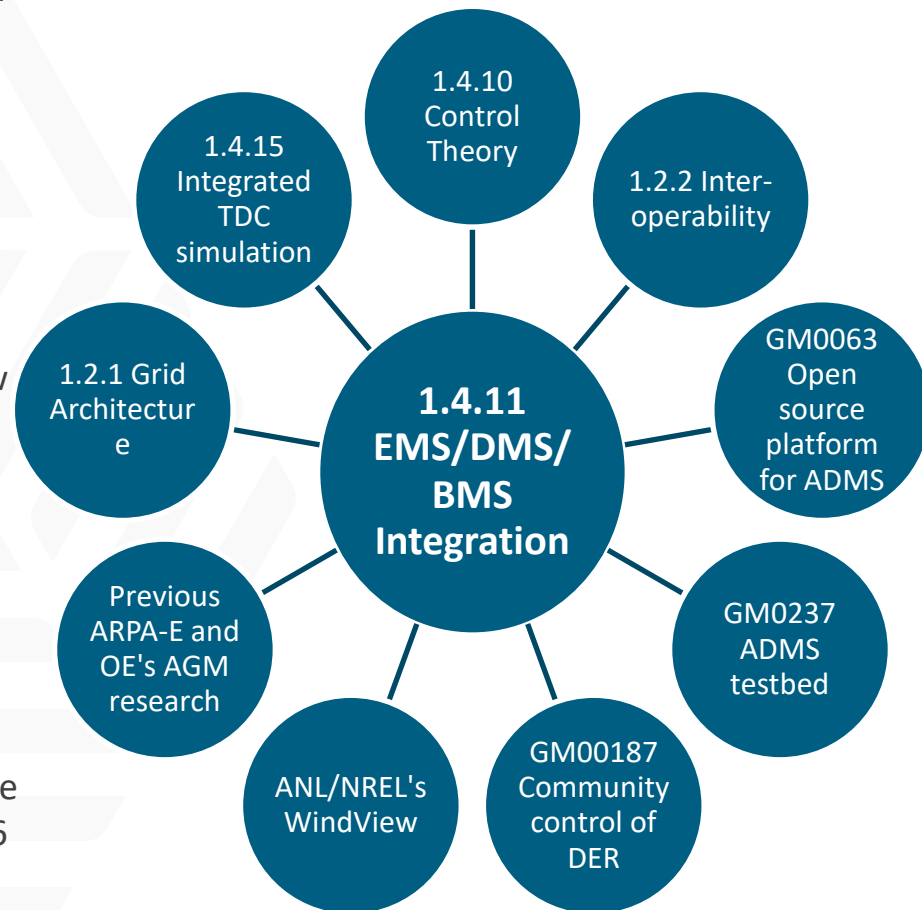 1.4.10
Control
Theory
1.2.2 Inter-
operability
GM0063
Open
source
platform
for ADMS
GM0237
ADMS
testbed
GM00187
Community
control of
DER
ANL/NREL's
WindView
Previous
ARPA-E and
OE's AGM
research
1.2.1 Grid
Architectur
e
1.4.15
Integrated
TDC
simulation
1.4.11
EMS/DMS/
BMS
Integration